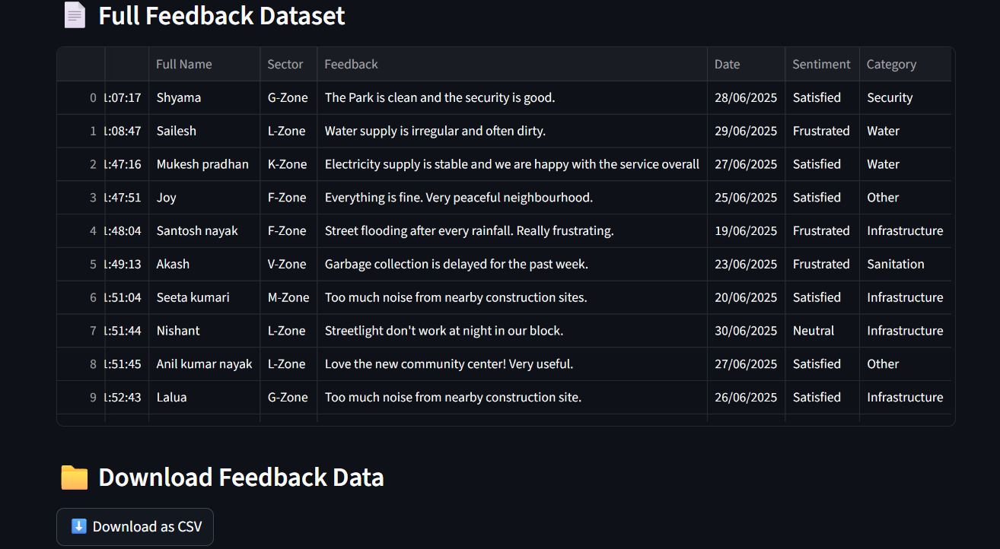 Full Feedback Dataset
Full Name Sector Feedback Date Sentiment Category
0 :07:17 Shyama G-Zone The Park is clean and the security is good. 28/06/2025 Satisfied Security
1 :08:47 Sailesh L-Zone Water supply is irregular and often dirty. 29/06/2025 Frustrated Water
2 :47:16 Mukesh pradhan K-Zone Electricity supply is stable and we are happy with the service overall 27/06/2025 Satisfied Water
3 :47:51 Joy F-Zone Everything is fine. Very peaceful neighbourhood. 25/06/2025 Satisfied Other
4 :48:04 Santosh nayak F-Zone Street flooding after every rainfall. Really frustrating. 19/06/2025 Frustrated Infrastructure
5 :49:13 Akash V-Zone Garbage collection is delayed for the past week. 23/06/2025 Frustrated Sanitation
6 :51:04 Seeta kumari M-Zone Too much noise from nearby construction sites. 20/06/2025 Satisfied Infrastructure
7 :51:44 Nishant L-Zone Streetlight don't work at night in our block. 30/06/2025 Neutral Infrastructure
8 :51:45 Anil kumar nayak L-Zone Love the new community center! Very useful. 27/06/2025 Satisfied Other
9 :52:43 Lalua G-Zone Too much noise from nearby construction site. 26/06/2025 Satisfied Infrastructure
Download Feedback Data
Download as CSV